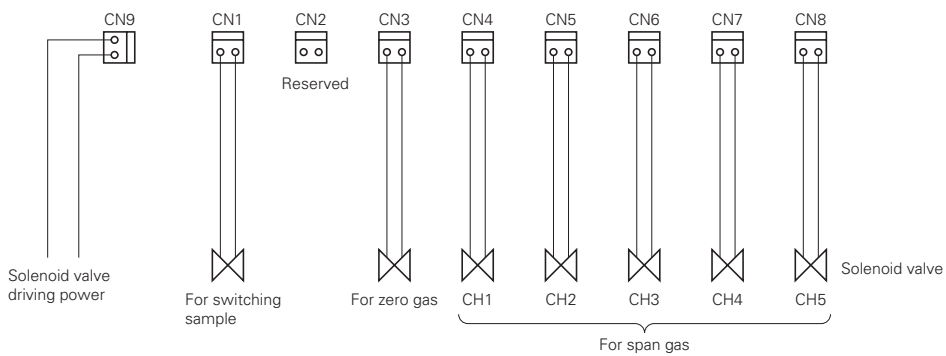 CN9
CN1
CN2
CN3
CN4
CN5
CN6
CN7
CN8
Reserved
Solenoid valve
driving power
For switching
sample
For zero gas
CH1
CH2
CH3
CH4
CH5
Solenoid valve
For span gas